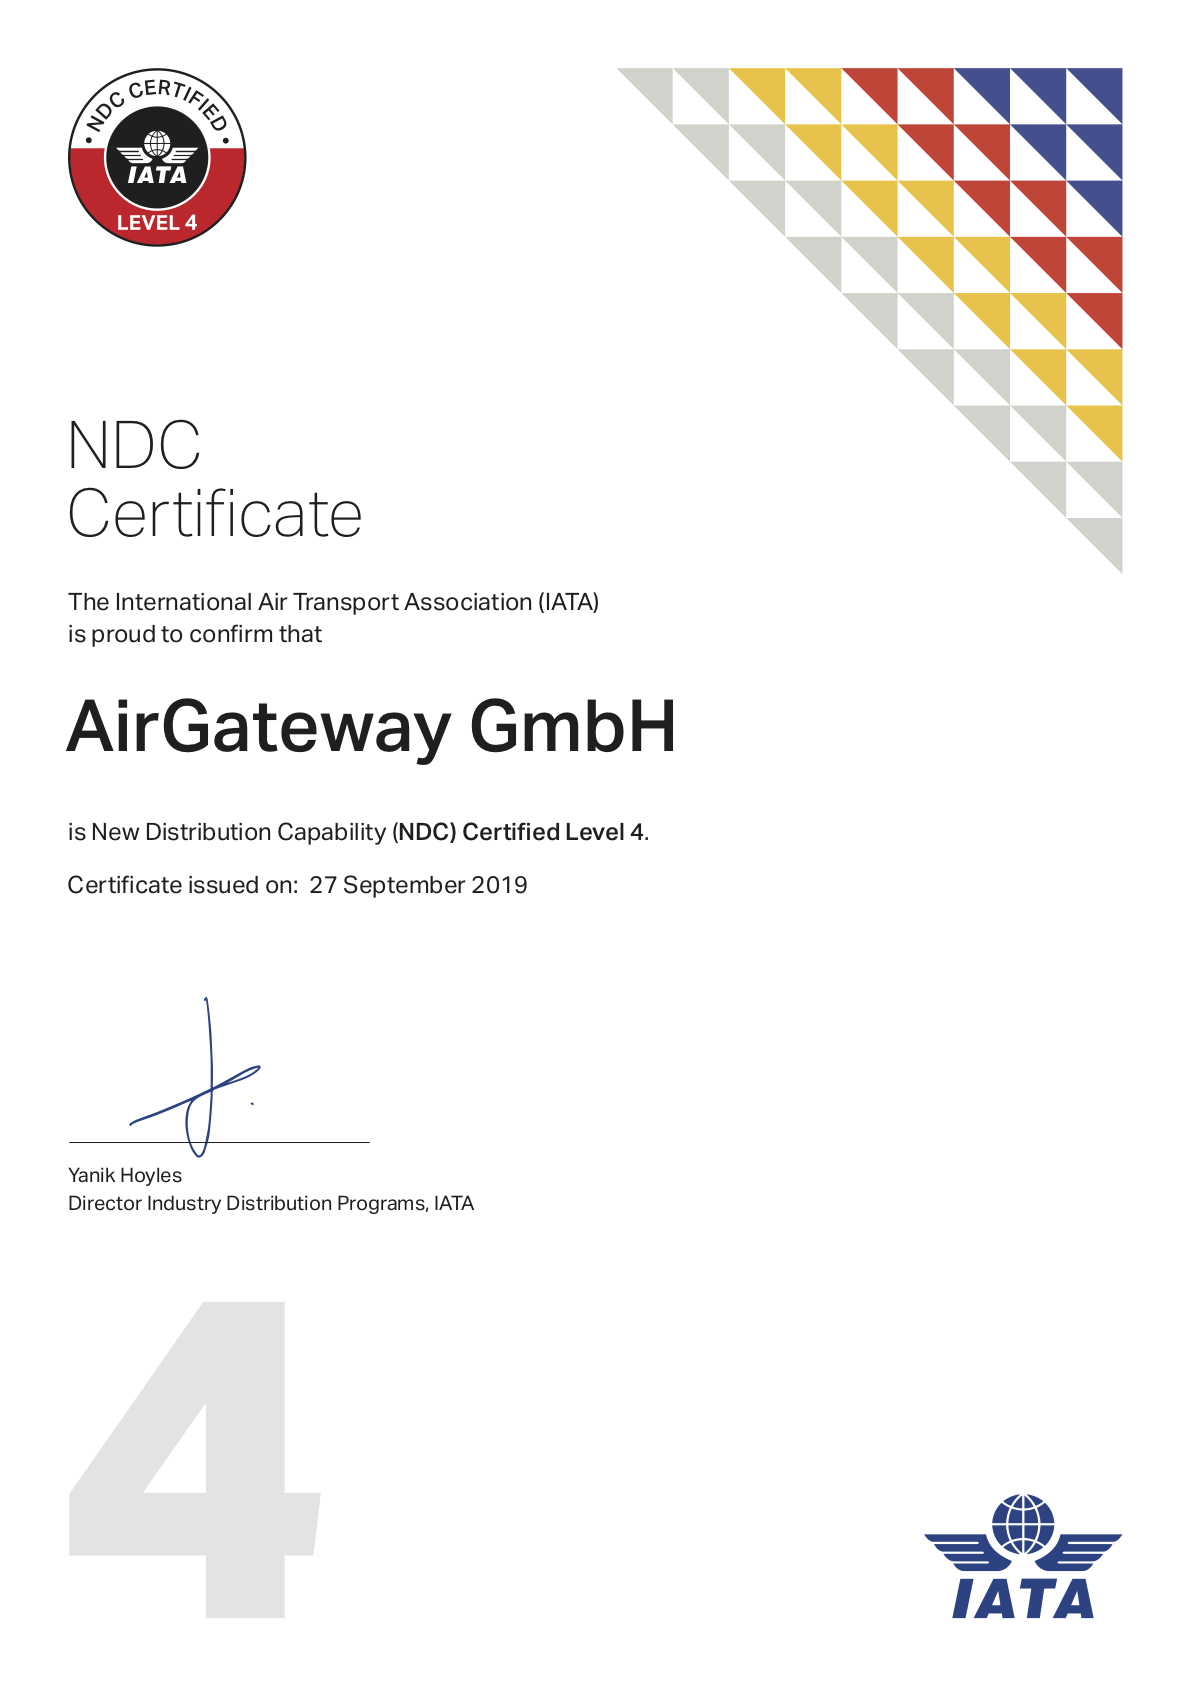 • NDC CERTIFIED •
IATA
LEVEL 4
NDC
Certificate
The International Air Transport Association (IATA)
is proud to confirm that
AirGateway GmbH
is New Distribution Capability (NDC) Certified Level 4.
Certificate issued on:  27 September 2019
Yanik Hoyles
Director Industry Distribution Programs, IATA
4
IATA